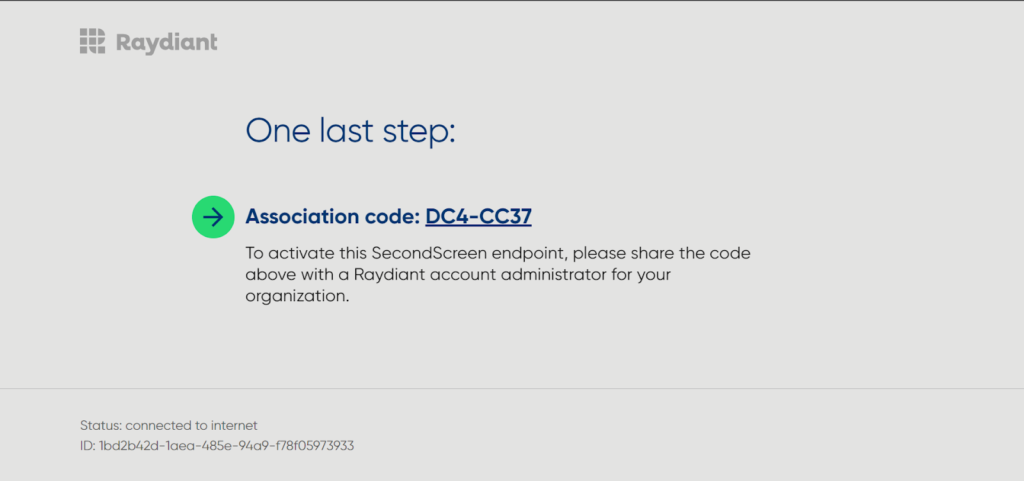 Raydiant
One last step:
Association code: DC4-CC37
To activate this SecondScreen endpoint, please share the code
above with a Raydiant account administrator for your
organization.
Status: connected to internet
ID: 1bd2b42d-1aea-485e-94a9-f78f05973933